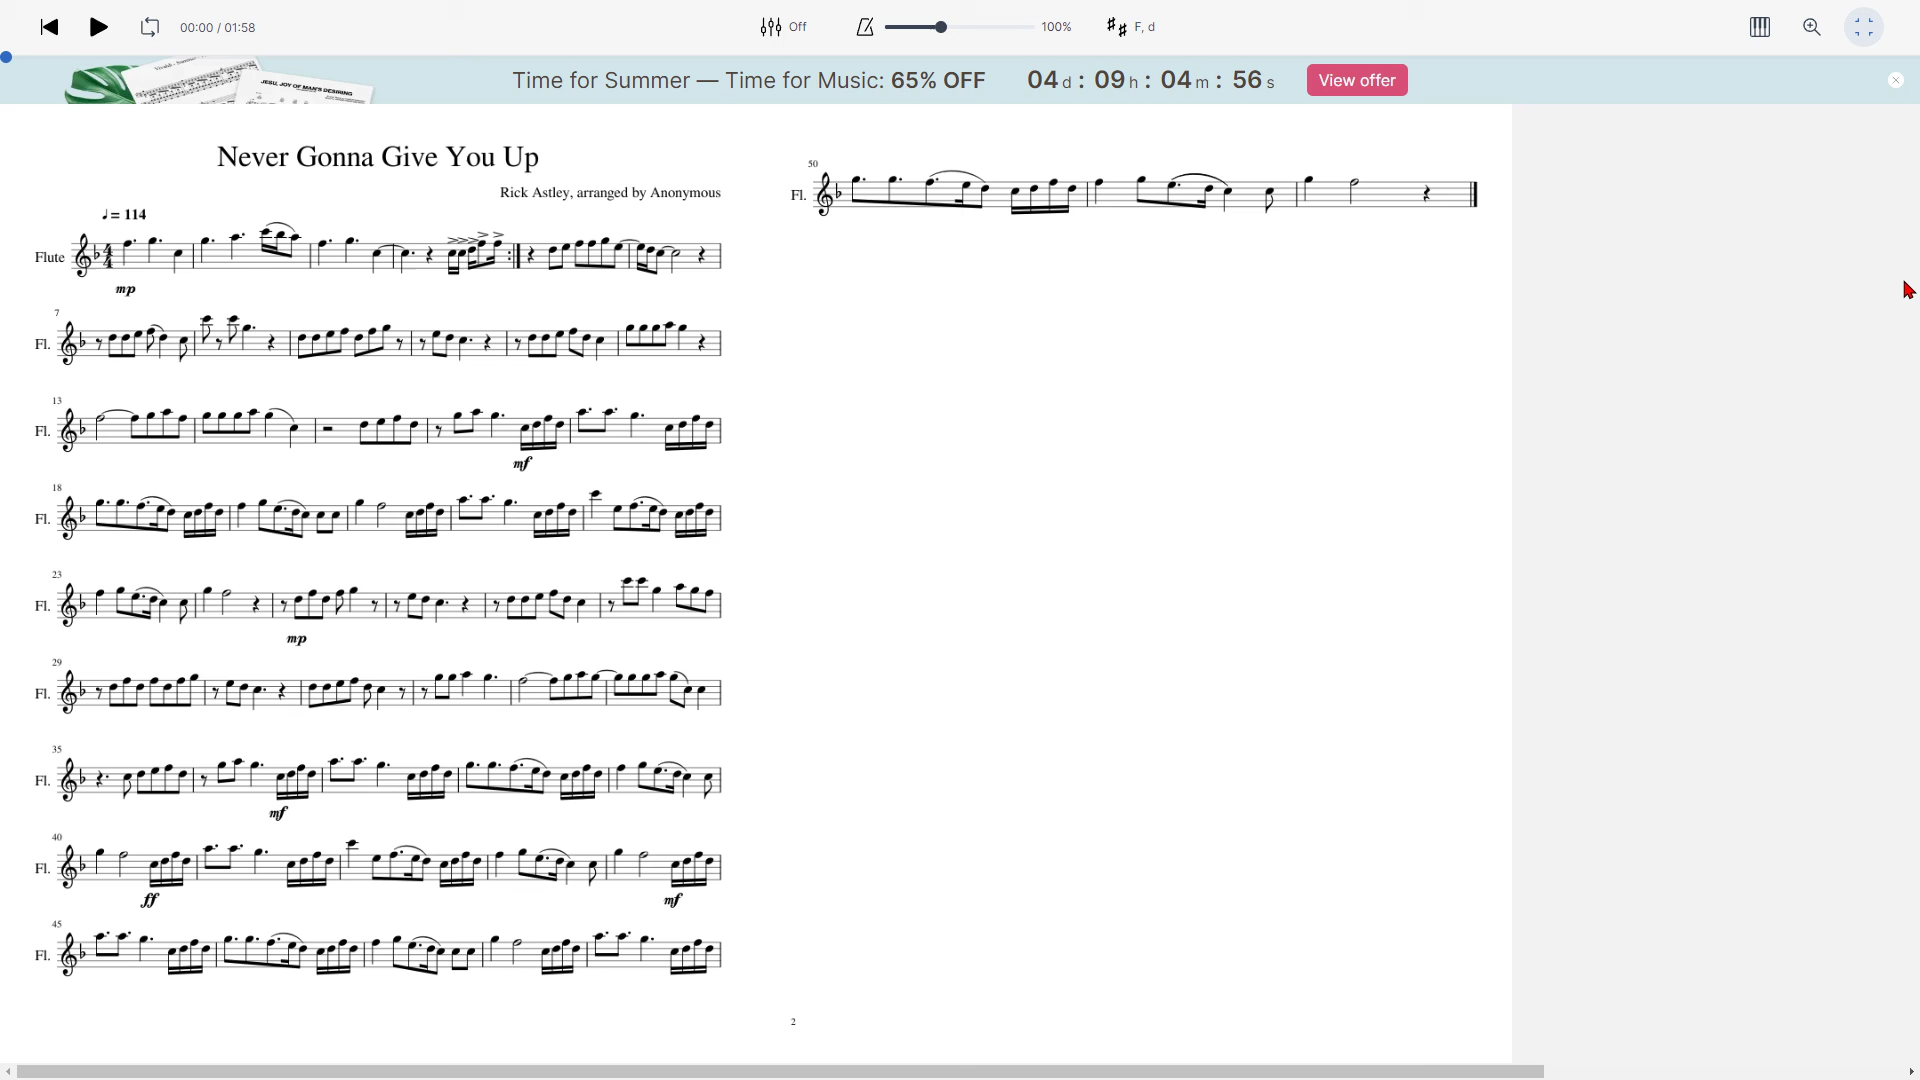 00:00 / 01:58
Off
100%
F, d
Vivaldi - Summer
JESU, JOY OF MAN'S DESIRING
Time for Summer — Time for Music: 65% OFF
04 d : 09 h : 04 m : 56 s
View offer
Never Gonna Give You Up
Rick Astley, arranged by Anonymous
♩= 114
Flute
mp
7
Fl.
13
Fl.
mf
18
Fl.
23
Fl.
mp
29
Fl.
35
Fl.
mf
40
Fl.
ff
mf
45
Fl.
50
Fl.
2